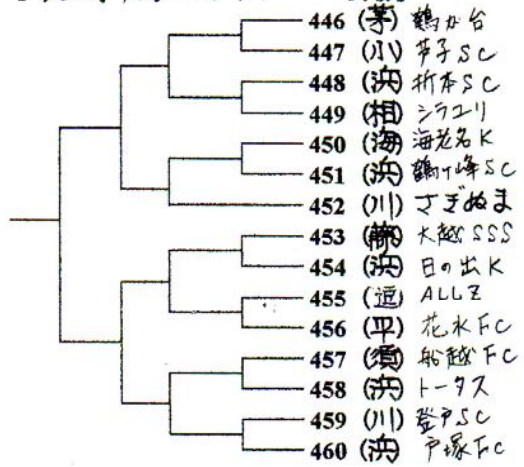 446 (茅) 鶴が台
447 (小) 芦子SC
448 (浜) 折本SC
449 (相) シラユリ
450 (海) 海老名K
451 (浜) 鶴ヶ峰SC
452 (川) さぎぬま
453 (藤) 大越SSS
454 (浜) 日の出K
455 (逗) ALLZ
456 (平) 花水FC
457 (須) 船越FC
458 (浜) トータス
459 (川) 登戸SC
460 (浜) 戸塚FC